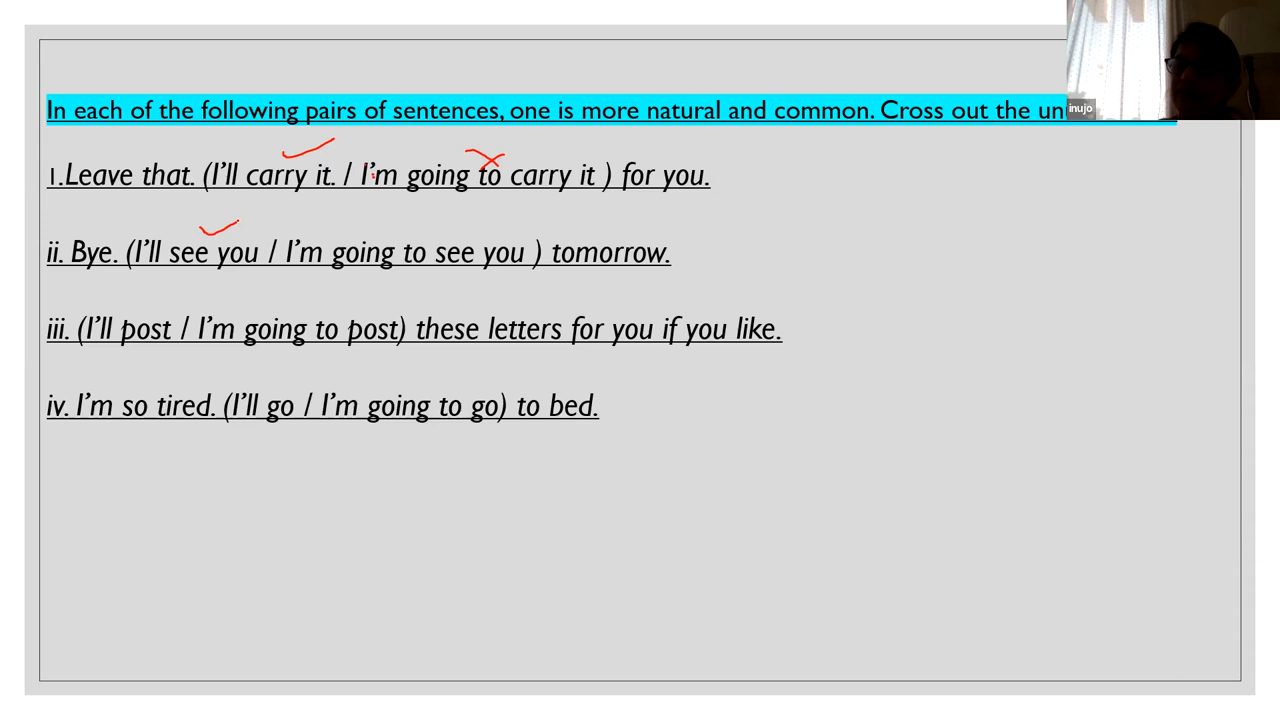 In each of the following pairs of sentences, one is more natural and common. Cross out the
inujo
1.Leave that. (I'll carry it. / I'm going to carry it ) for you.
ii. Bye. (I'll see you / I'm going to see you ) tomorrow.
iii. (I'll post / I'm going to post) these letters for you if you like.
iv. I'm so tired. (I'll go / I'm going to go) to bed.